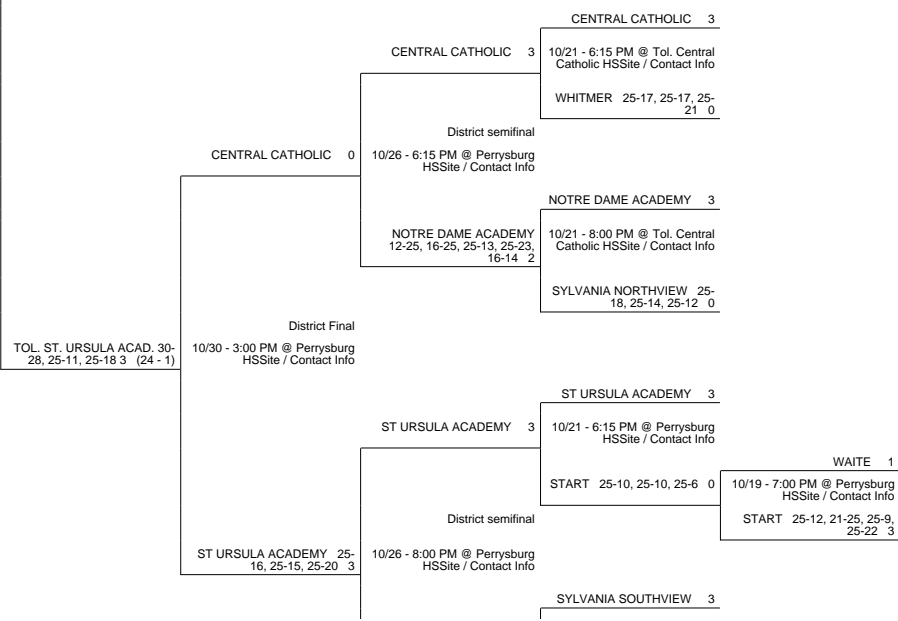 CENTRAL CATHOLIC 3
CENTRAL CATHOLIC 3
10/21 - 6:15 PM @ Tol. Central
Catholic HSSite / Contact Info
WHITMER 25-17, 25-17, 25-
21 0
District semifinal
CENTRAL CATHOLIC 0
10/26 - 6:15 PM @ Perrysburg
HSSite / Contact Info
NOTRE DAME ACADEMY 3
NOTRE DAME ACADEMY
12-25, 16-25, 25-13, 25-23,
16-14 2
10/21 - 8:00 PM @ Tol. Central
Catholic HSSite / Contact Info
SYLVANIA NORTHVIEW 25-
18, 25-14, 25-12 0
District Final
TOL. ST. URSULA ACAD. 30-
28, 25-11, 25-18 3 (24 - 1)
10/30 - 3:00 PM @ Perrysburg
HSSite / Contact Info
ST URSULA ACADEMY 3
ST URSULA ACADEMY 3
10/21 - 6:15 PM @ Perrysburg
HSSite / Contact Info
WAITE 1
START 25-10, 25-10, 25-6 0
10/19 - 7:00 PM @ Perrysburg
HSSite / Contact Info
START 25-12, 21-25, 25-9,
25-22 3
District semifinal
ST URSULA ACADEMY 25-
16, 25-15, 25-20 3
10/26 - 8:00 PM @ Perrysburg
HSSite / Contact Info
SYLVANIA SOUTHVIEW 3